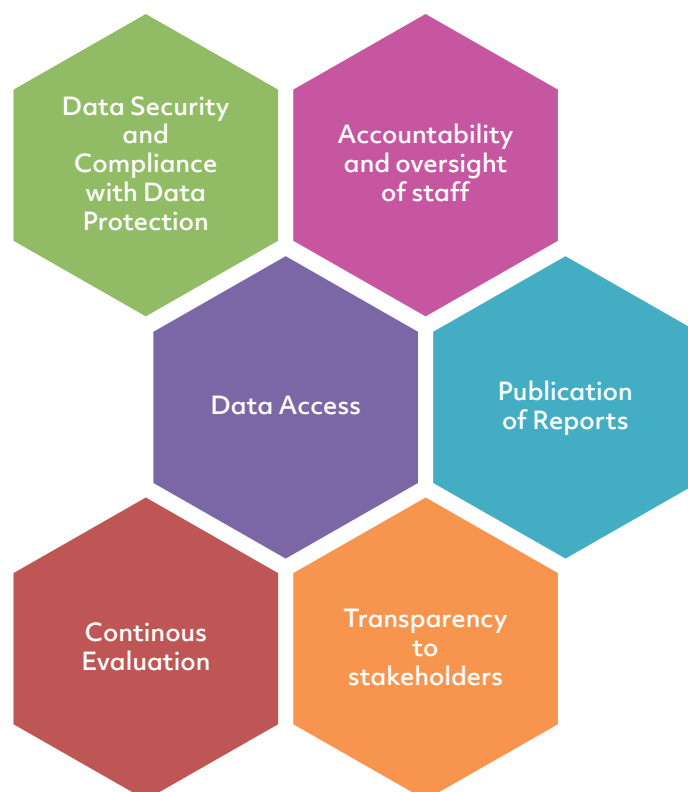 Data Security
and
Compliance
with Data
Protection
Accountability
and oversight
of staff
Data Access
Publication
of Reports
Continous
Evaluation
Transparency
to
stakeholders